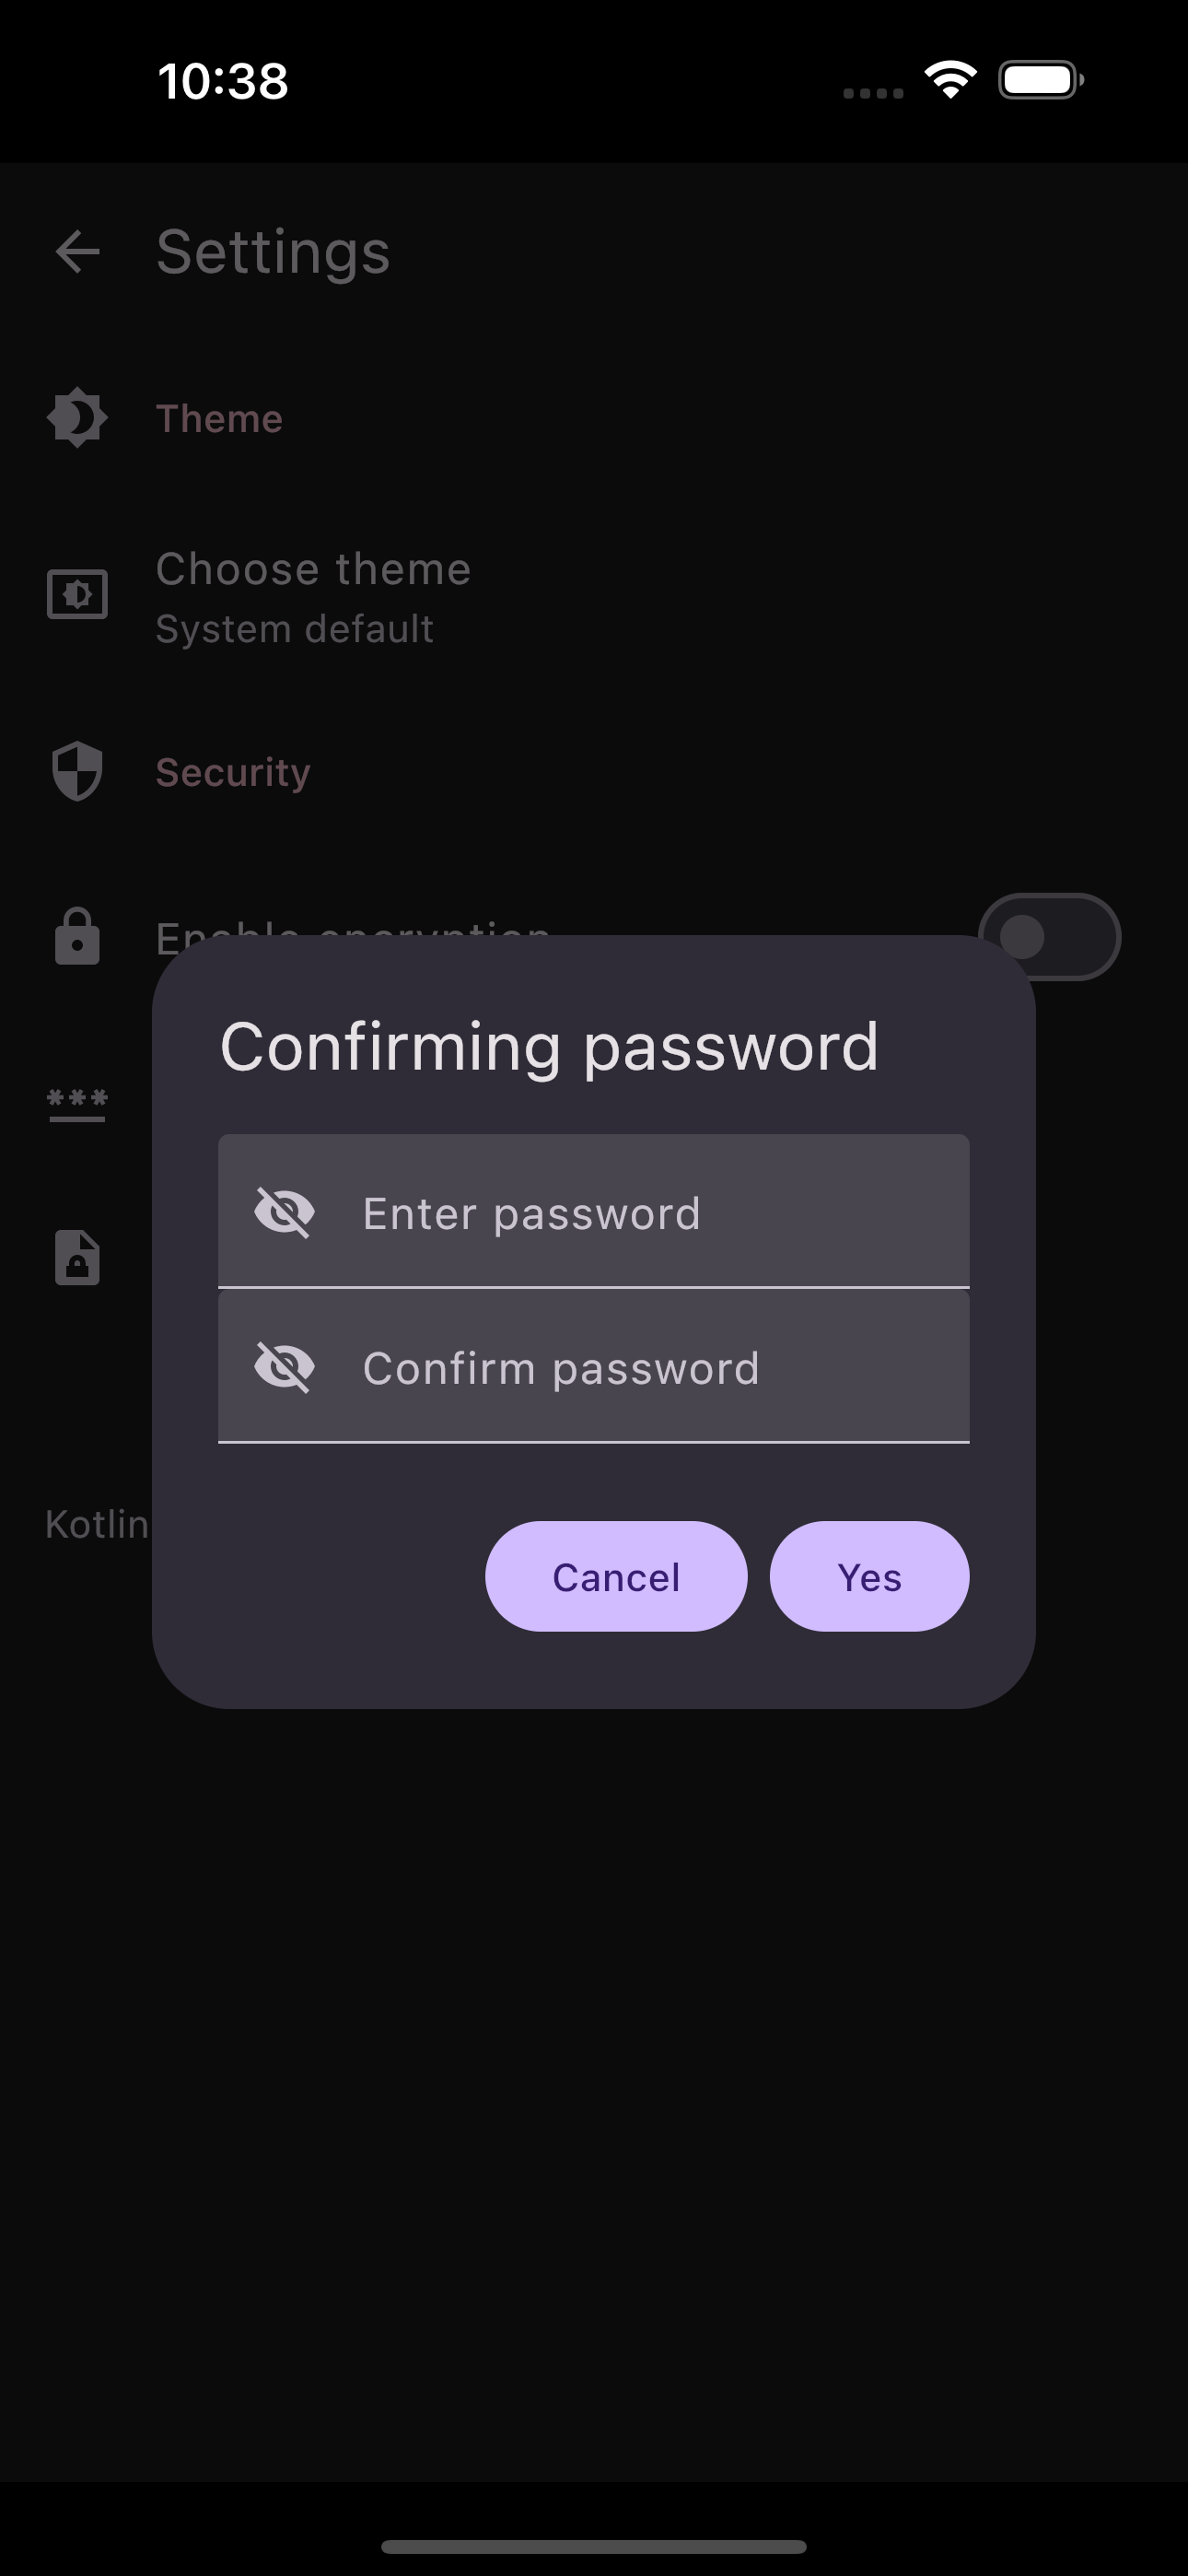 10:38
Settings
Theme
Choose theme
System default
Security
Enable encryption
Confirming password
Enter password
Confirm password
Kotlin
Cancel
Yes